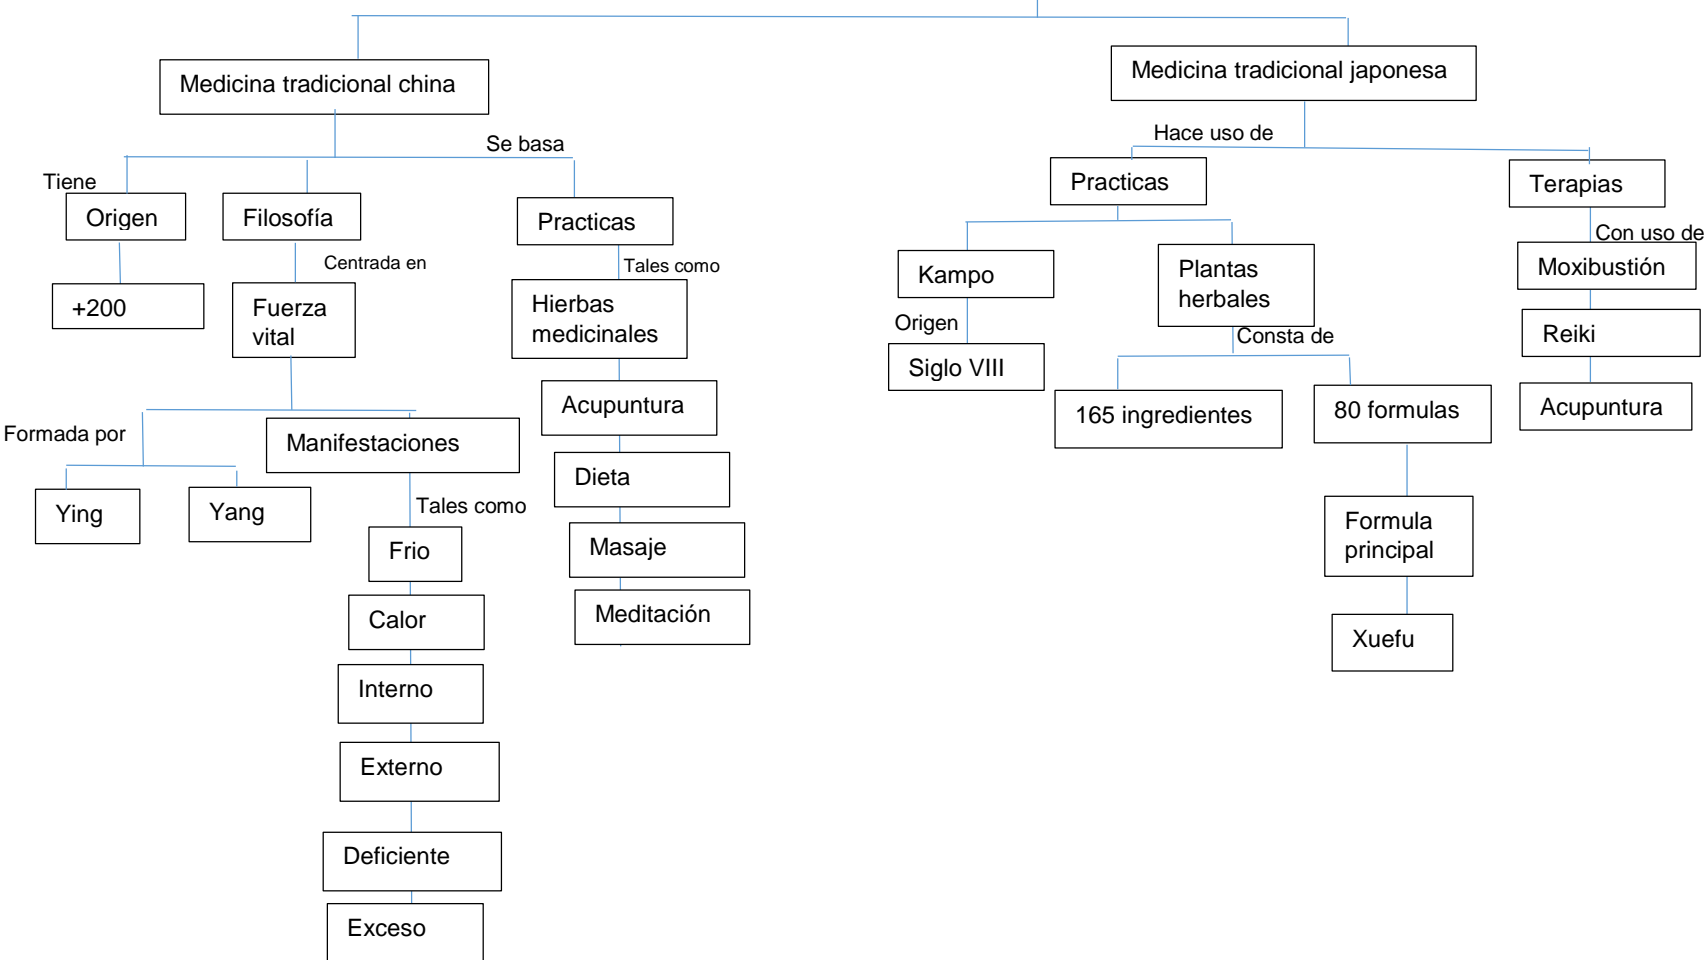 Medicina tradicional china
Se basa
Tiene
Origen
Filosofía
Practicas
Centrada en
Tales como
+200
Fuerza
vital
Hierbas
medicinales
Acupuntura
Formada por
Manifestaciones
Dieta
Ying
Yang
Tales como
Frio
Masaje
Calor
Meditación
Interno
Externo
Deficiente
Exceso
Medicina tradicional japonesa
Hace uso de
Practicas
Terapias
Con uso de
Kampo
Plantas
herbales
Moxibustión
Origen
Consta de
Reiki
Siglo VIII
165 ingredientes
80 formulas
Acupuntura
Formula
principal
Xuefu